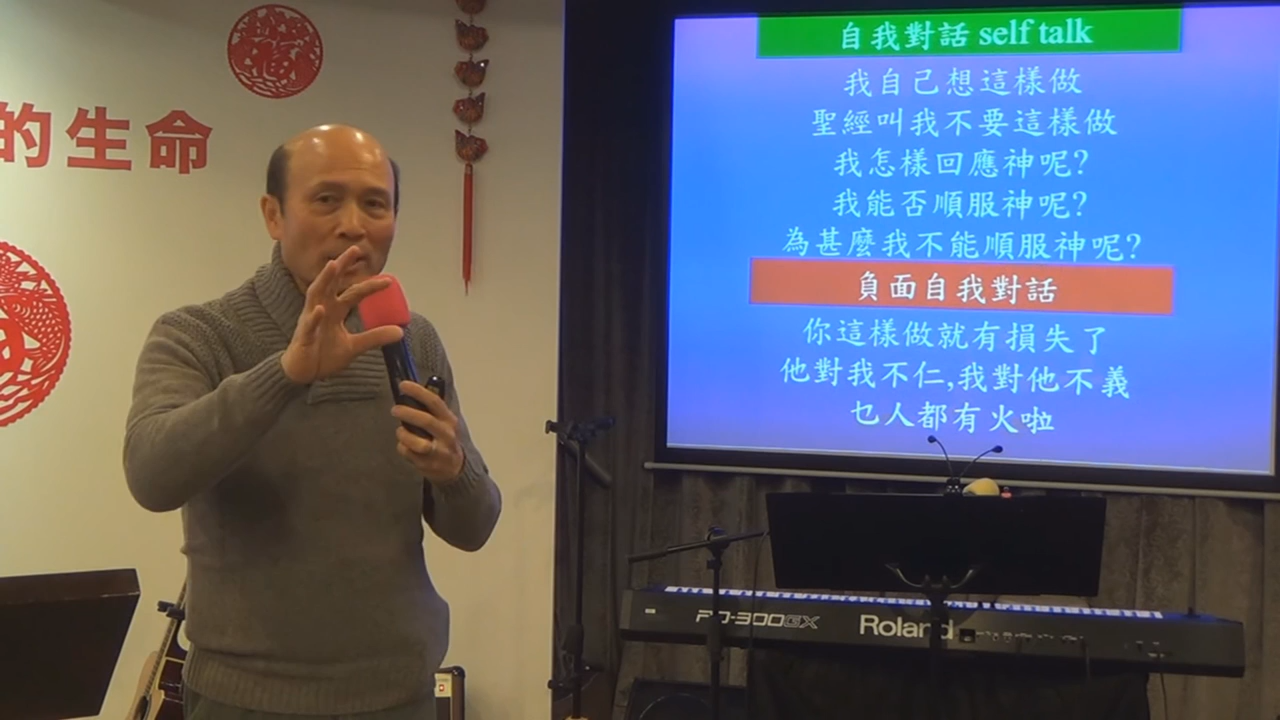 的生命
自我對話 self talk
我自己想這樣做
聖經叫我不要這樣做
我怎樣回應神呢?
我能否順服神呢?
為甚麼我不能順服神呢?
負面自我對話
你這樣做就有損失了
他對我不仁,我對他不義
乜人都有火啦
RD-300GX
Roland